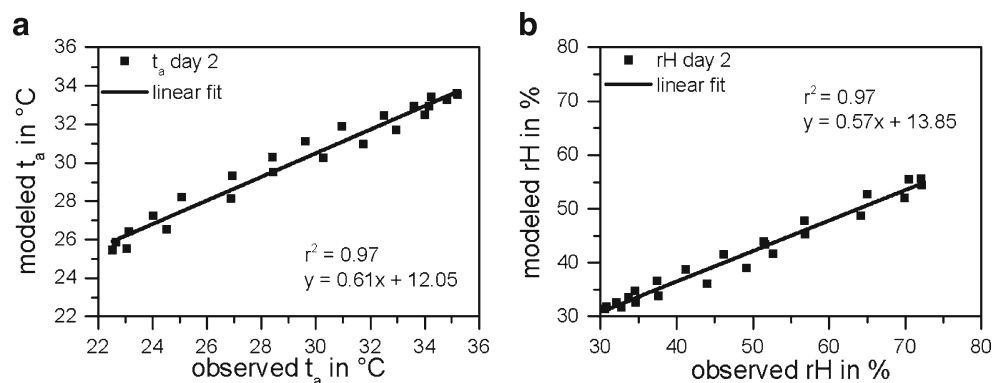 a
36
34
32
30
28
26
24
22
modeled tₐ in °C
tₐ day 2
linear fit
r² = 0.97
y = 0.61x + 12.05
22 24 26 28 30 32 34 36
observed tₐ in °C
b
80
70
60
50
40
30
modeled rH in %
rH day 2
linear fit
r² = 0.97
y = 0.57x + 13.85
30 40 50 60 70 80
observed rH in %